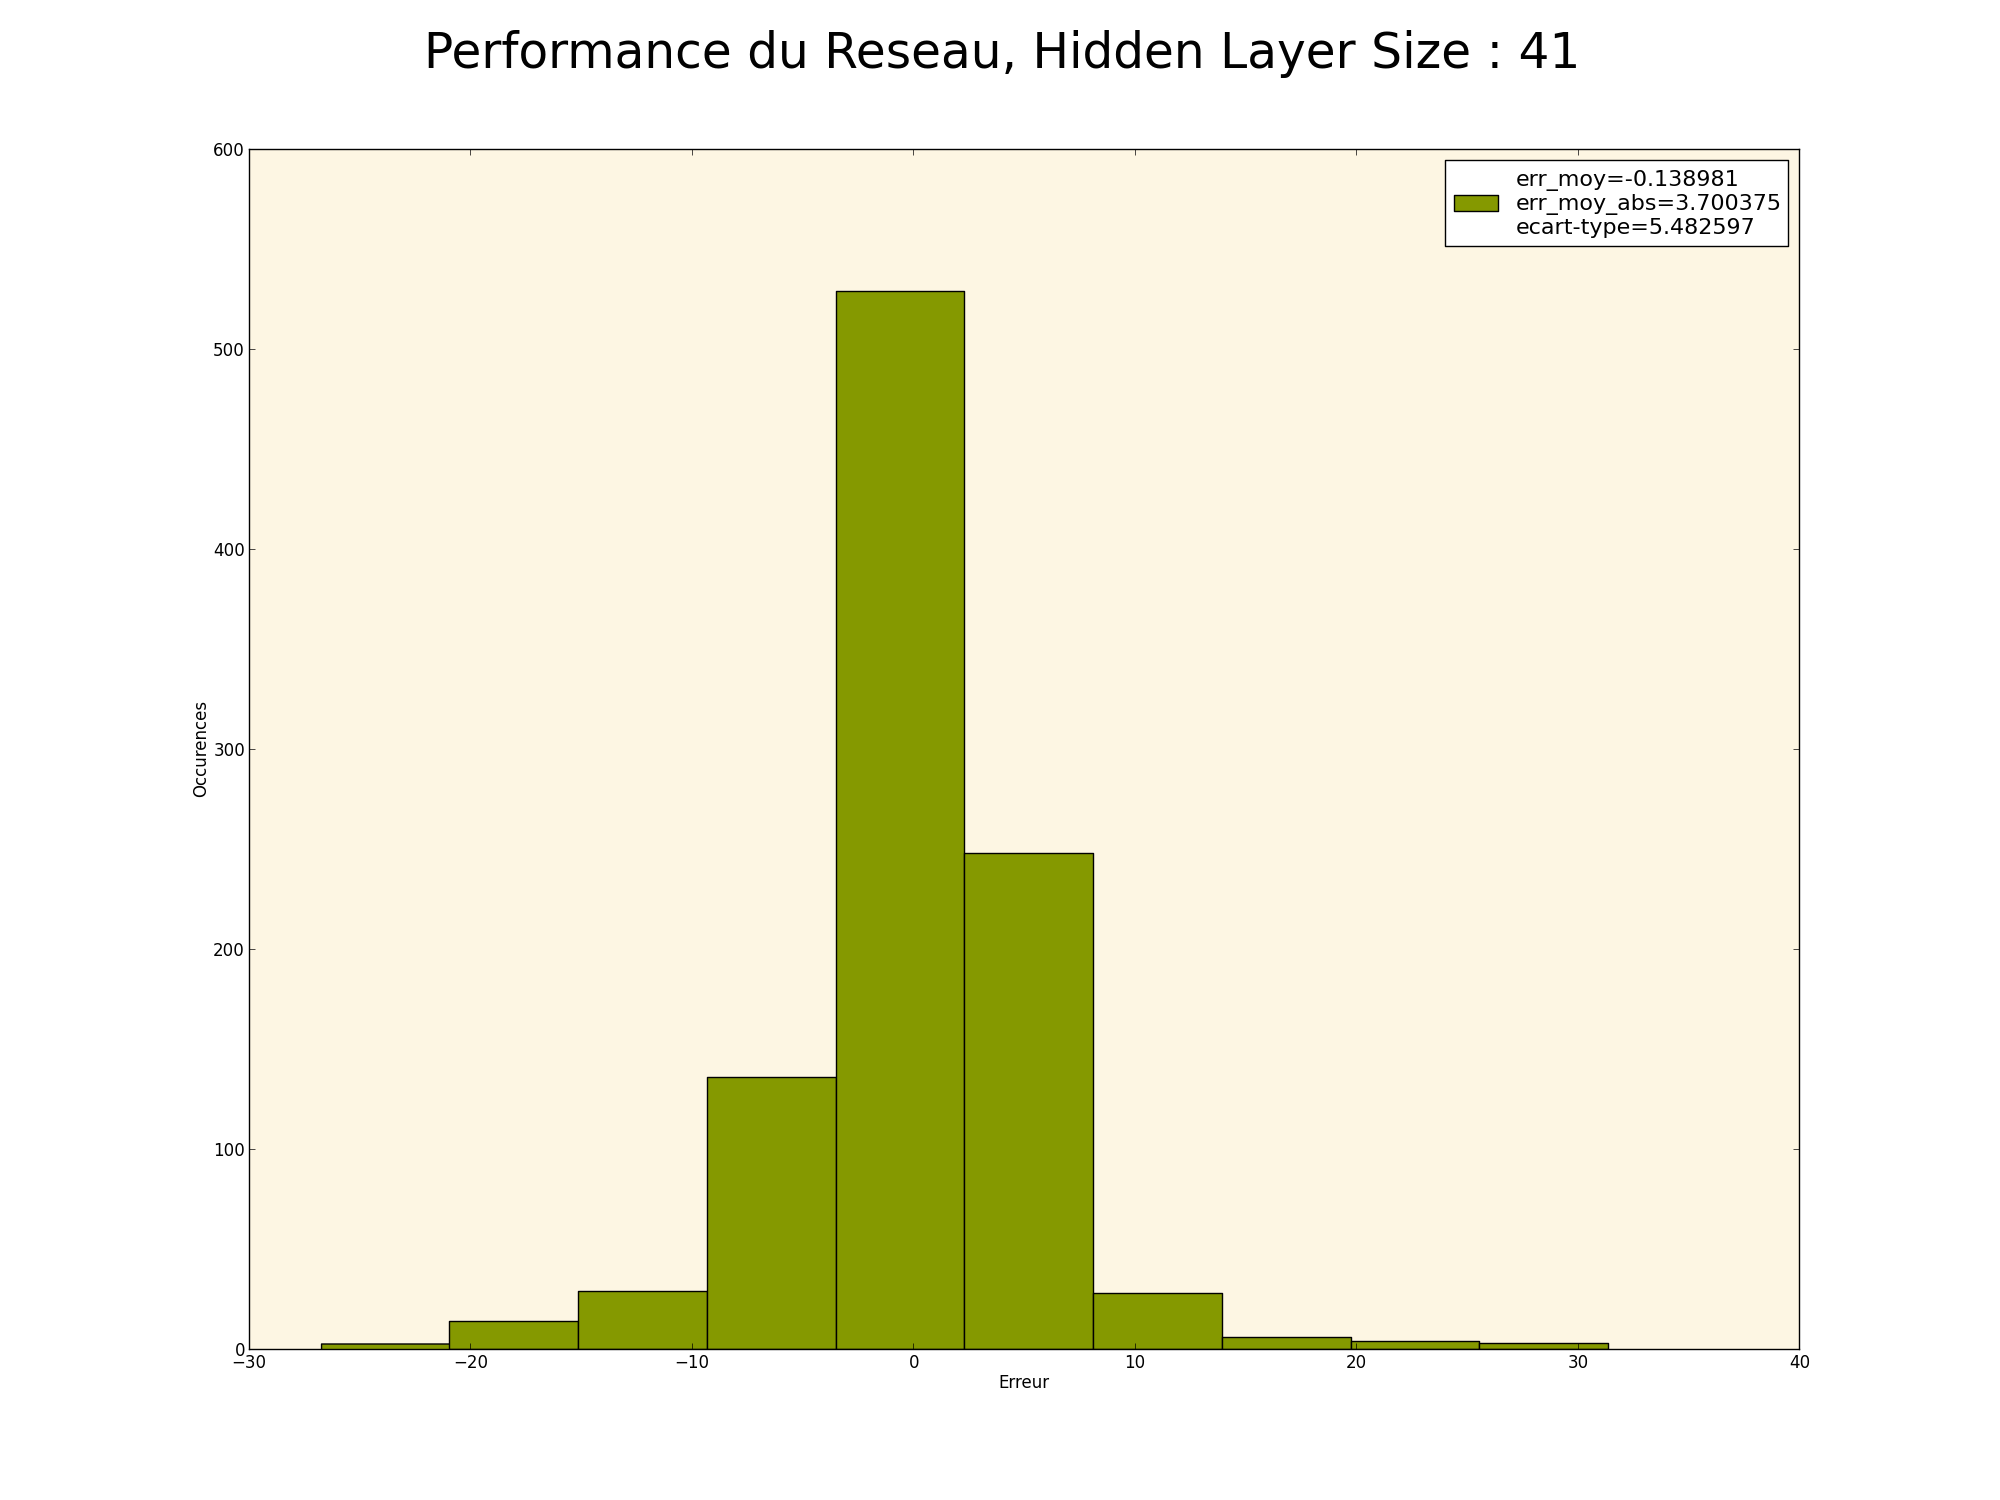 Performance du Reseau, Hidden Layer Size : 41
600
500
400
300
200
100
0
Occurences
err_moy=-0.138981
err_moy_abs=3.700375
ecart-type=5.482597
−30 −20 −10 0 10 20 30 40
Erreur